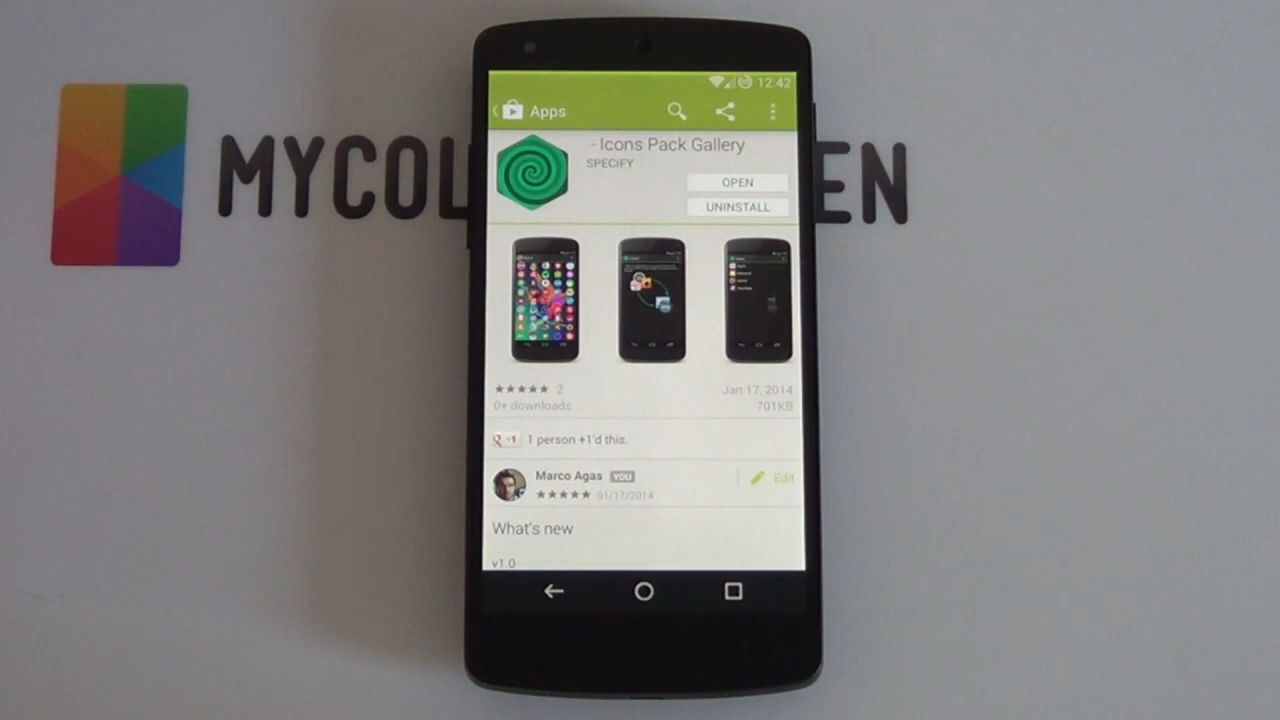 MYCOL EN
12:42
Apps
- Icons Pack Gallery
SPECIFY
OPEN
UNINSTALL
2
Jan 17, 2014
0+ downloads
701KB
g +1 1 person +1'd this.
Marco Agas YOU
Edit
01/17/2014
What's new
v1.0